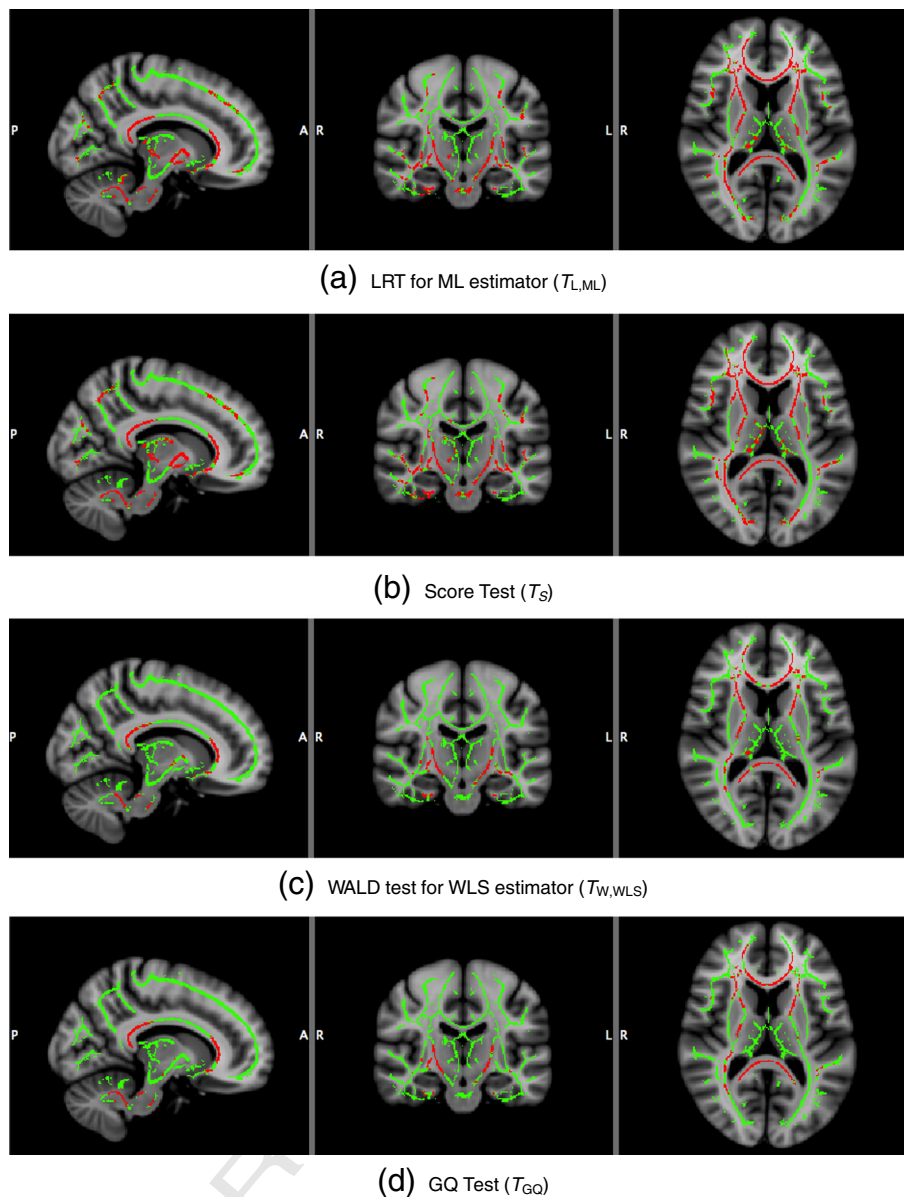 P A R L R
(a) LRT for ML estimator (T_L,ML)
P A R L R
(b) Score Test (T_S)
P A R L R
(c) WALD test for WLS estimator (T_W,WLS)
P A R L R
(d) GQ Test (T_GQ)